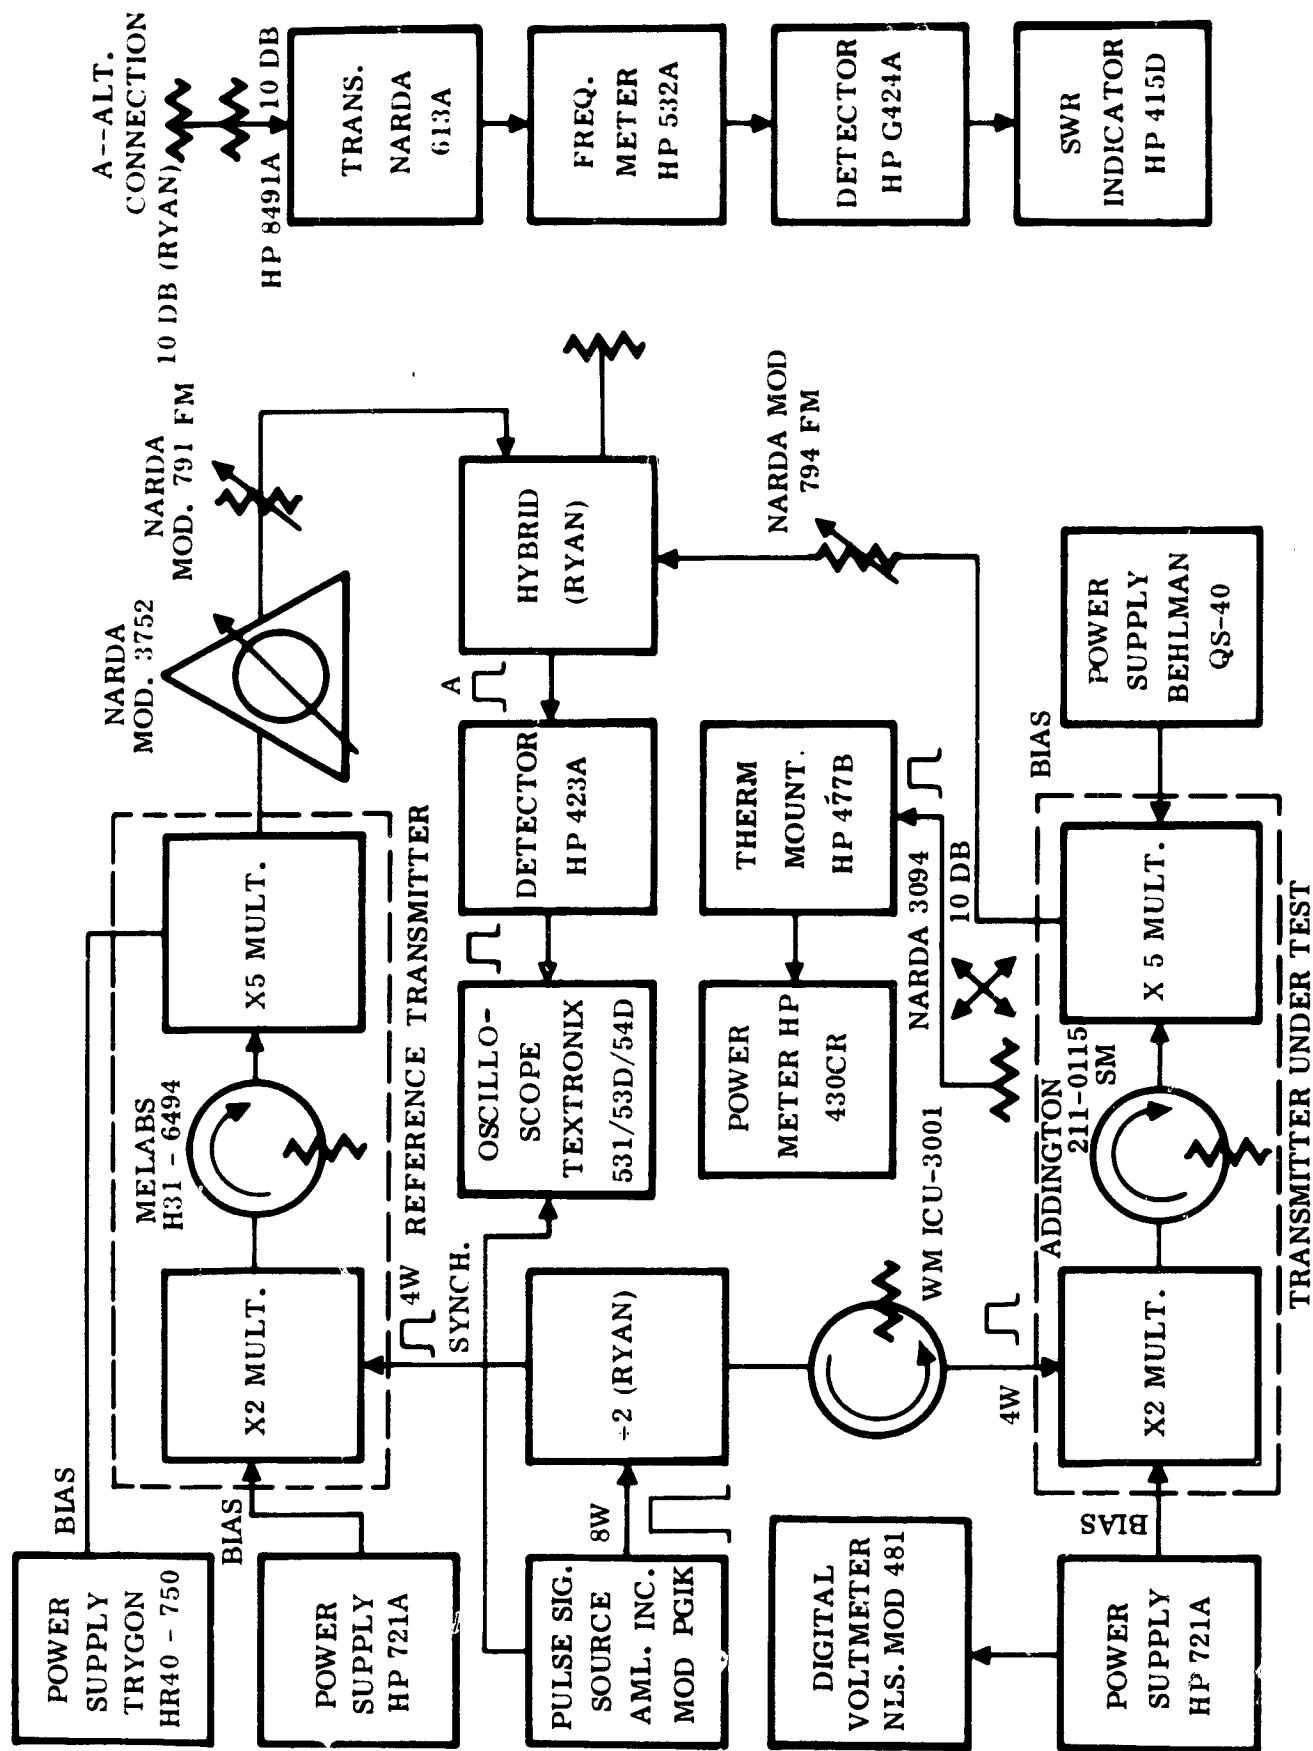 POWER
SUPPLY
TRYGON
HR40 - 750
BIAS
POWER
SUPPLY
HP 721A
BIAS
X2 MULT.
MELABS
H31 - 6494
X5 MULT.
4W
REFERENCE TRANSMITTER
NARDA
MOD. 3752
NARDA
MOD. 791 FM
10 DB (RYAN)
A--ALT.
CONNECTION
HP 8491A
10 DB
TRANS.
NARDA
613A
FREQ.
METER
HP 532A
DETECTOR
HP G424A
SWR
INDICATOR
HP 415D
PULSE SIG.
SOURCE
AML. INC.
MOD PGIK
8W
SYNCH.
÷2 (RYAN)
OSCILLO-
SCOPE
TEXTRONIX
531/53D/54D
DETECTOR
HP 423A
A
HYBRID
(RYAN)
NARDA MOD
794 FM
POWER
METER HP
430CR
THERM
MOUNT.
HP 477B
NARDA 3094
10 DB
WM ICU-3001
DIGITAL
VOLTMETER
NLS. MOD 481
POWER
SUPPLY
HP 721A
BIAS
4W
X2 MULT.
ADDINGTON
211-0115
SM
X 5 MULT.
BIAS
POWER
SUPPLY
BEHLMAN
QS-40
TRANSMITTER UNDER TEST